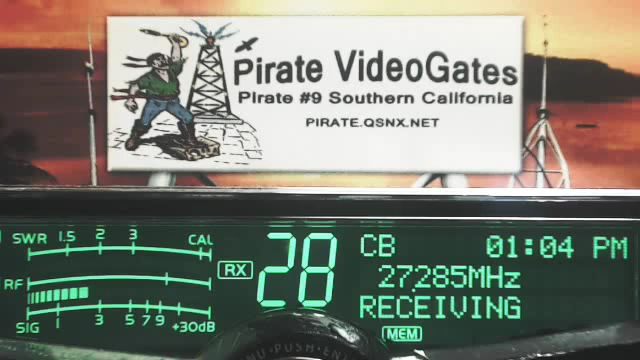 Pirate VideoGates
Pirate #9 Southern California
PIRATE.QSNX.NET
SWR 1.5 2 3 CAL
RF
SIG 1 3 5 7 9 +30dB
RX
28
CB 01:04 PM
27285MHz
RECEIVING
MEM
PUSH